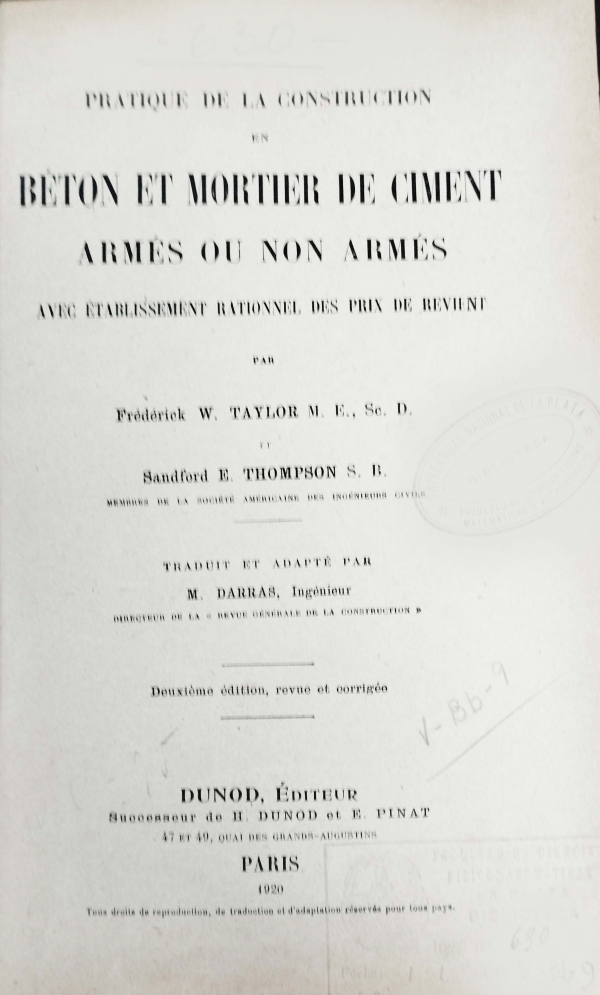 - 630 -
PRATIQUE DE LA CONSTRUCTION
EN
BÉTON ET MORTIER DE CIMENT
ARMÉS OU NON ARMÉS
AVEC ÉTABLISSEMENT RATIONNEL DES PRIX DE REVIENT
PAR
Frédérick W. TAYLOR M. E., Sc. D.
ET
Sandford E. THOMPSON S. B.
MEMBRES DE LA SOCIÉTÉ AMÉRICAINE DES INGÉNIEURS CIVILS
TRADUIT ET ADAPTÉ PAR
M. DARRAS, Ingénieur
DIRECTEUR DE LA « REVUE GÉNÉRALE DE LA CONSTRUCTION »
Deuxième édition, revue et corrigée
V-Bb-9
DUNOD, ÉDITEUR
Successeur de H. DUNOD et E. PINAT
47 ET 49, QUAI DES GRANDS-AUGUSTINS
PARIS
1920
Tous droits de reproduction, de traduction et d'adaptation réservés pour tous pays.
690